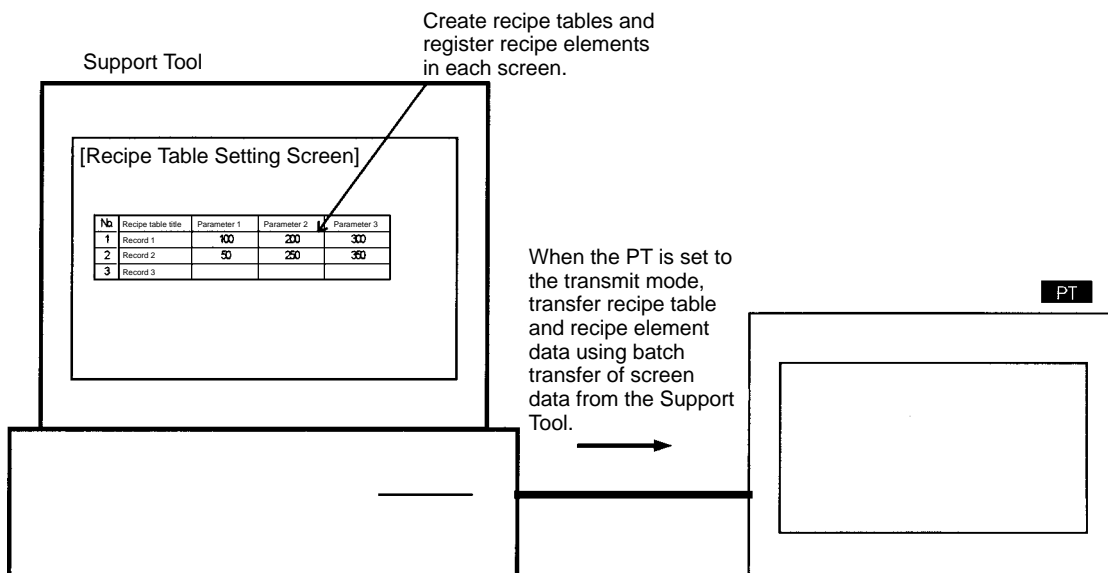 Create recipe tables and
register recipe elements
in each screen.
Support Tool
[Recipe Table Setting Screen]
No. Recipe table title Parameter 1 Parameter 2 Parameter 3
1 Record 1 100 200 300
2 Record 2 50 250 350
3 Record 3
When the PT is set to
the transmit mode,
transfer recipe table
and recipe element
data using batch
transfer of screen
data from the Support
Tool.
PT